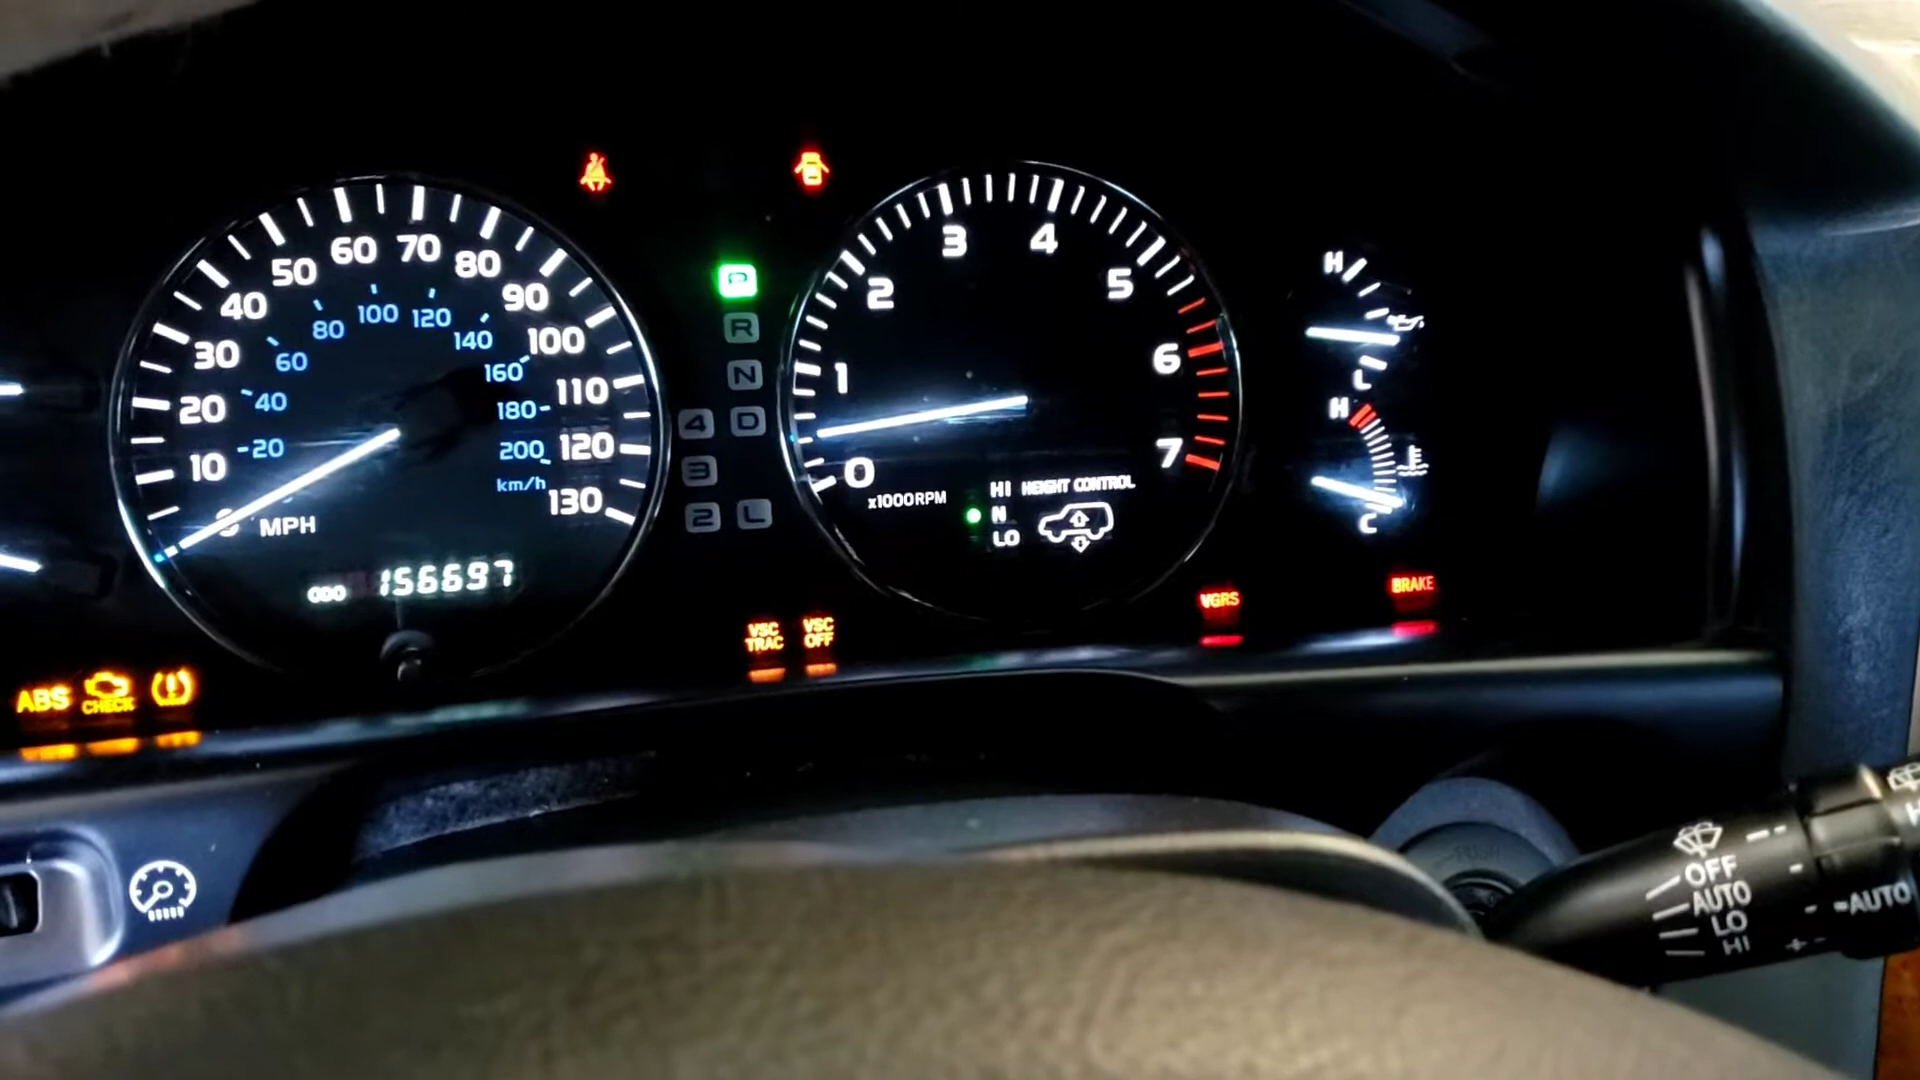 60
70
50
80
40
90
30
100
20
110
10
120
0
130
MPH
100
80
120
60
140
40
160
20
180
200
km/h
ODO 156697
P
R
N
4 D
3
2 L
3
4
2
5
1
6
0
7
x1000RPM
HI HEIGHT CONTROL
N
LO
H
L
H
C
VGRS
BRAKE
VSC
TRAC
VSC
OFF
ABS
CHECK
OFF
AUTO
LO
HI
AUTO